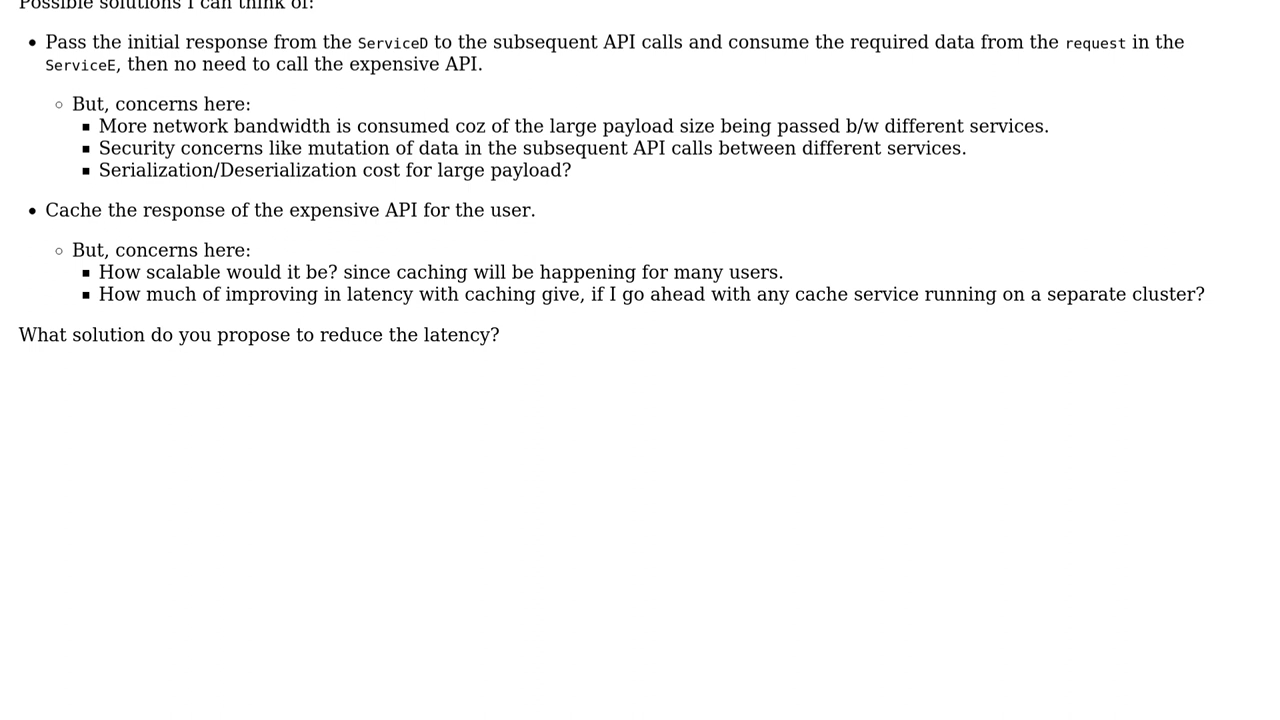 Possible solutions I can think of:
Pass the initial response from the ServiceD to the subsequent API calls and consume the required data from the request in the
ServiceE, then no need to call the expensive API.
But, concerns here:
More network bandwidth is consumed coz of the large payload size being passed b/w different services.
Security concerns like mutation of data in the subsequent API calls between different services.
Serialization/Deserialization cost for large payload?
Cache the response of the expensive API for the user.
But, concerns here:
How scalable would it be? since caching will be happening for many users.
How much of improving in latency with caching give, if I go ahead with any cache service running on a separate cluster?
What solution do you propose to reduce the latency?